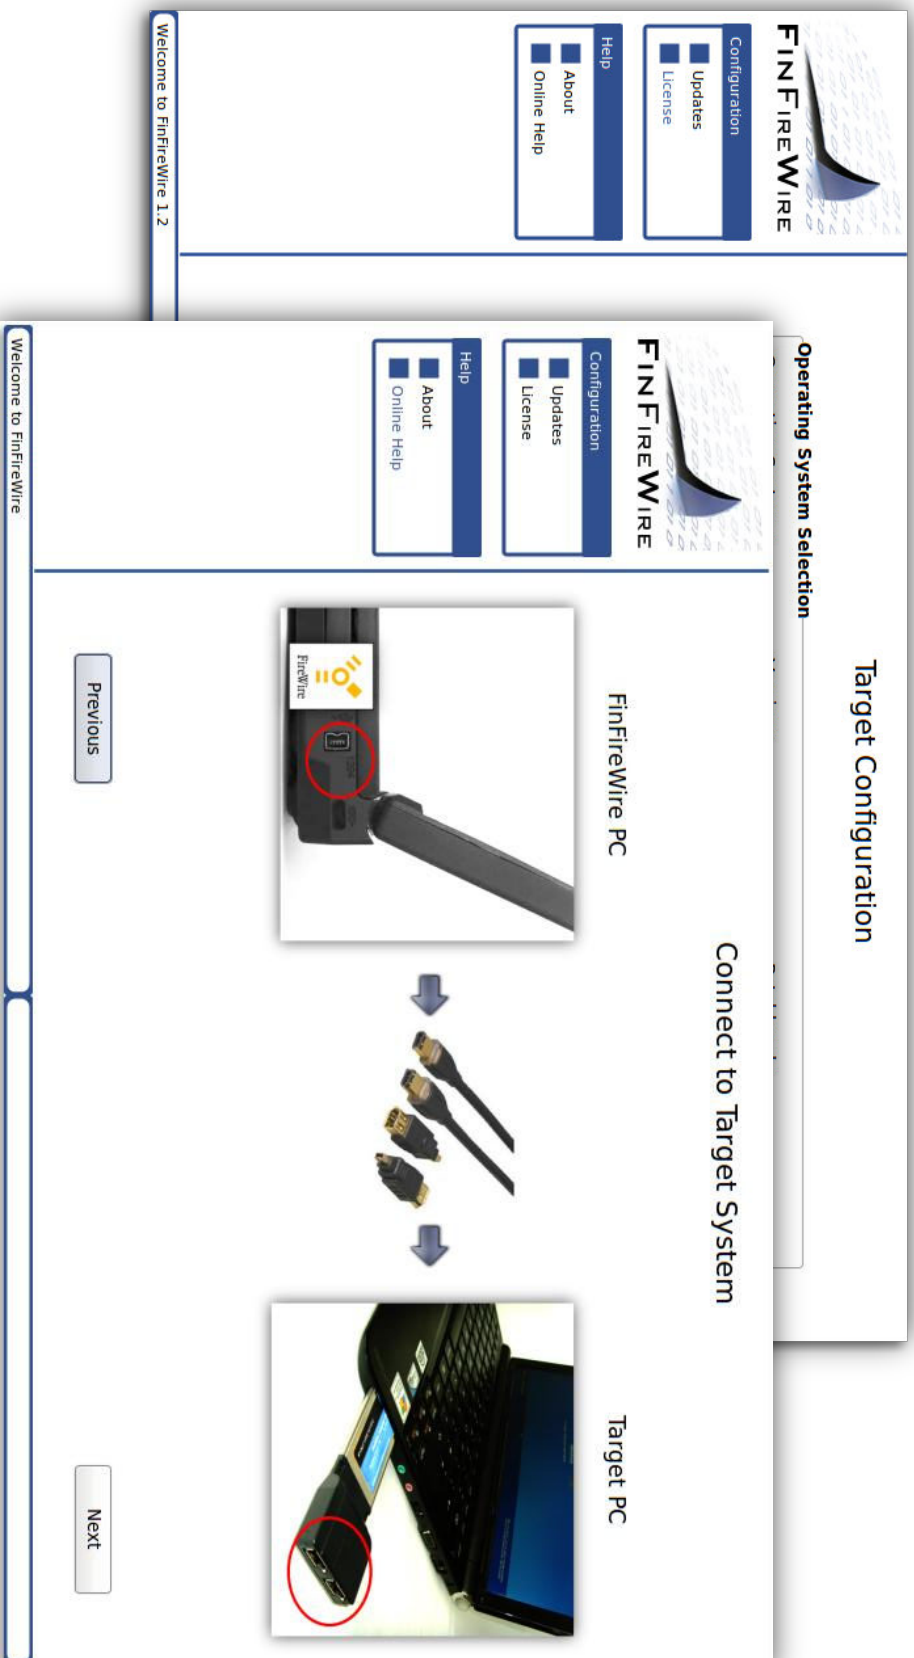 FINFIREWIRE
Configuration
Updates
License
Help
About
Online Help
Target Configuration
Operating System Selection
Welcome to FinFireWire 1.2
FINFIREWIRE
Configuration
Updates
License
Help
About
Online Help
Connect to Target System
FinFireWire PC
Target PC
FireWire
Previous
Next
Welcome to FinFireWire